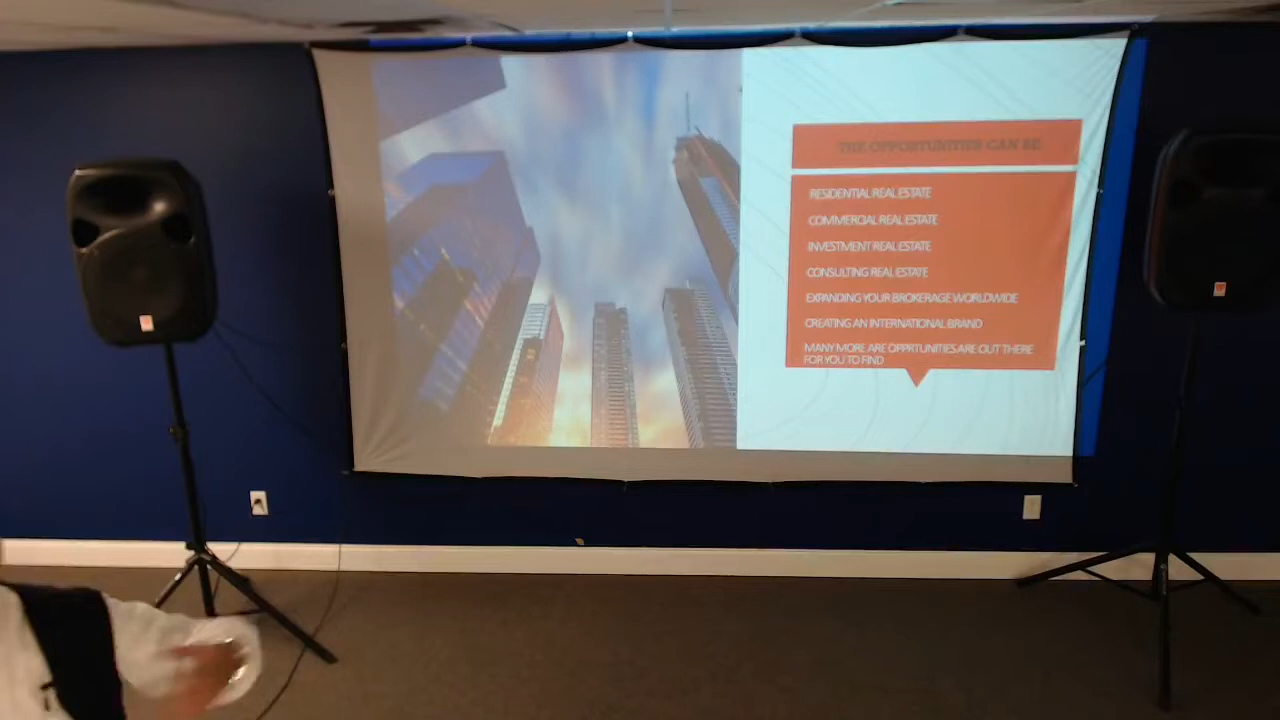 THE OPPORTUNITIES CAN BE
RESIDENTIAL REAL ESTATE
COMMERCIAL REAL ESTATE
INVESTMENT REAL ESTATE
CONSULTING REAL ESTATE
EXPANDING YOUR BROKERAGE WORLDWIDE
CREATING AN INTERNATIONAL BRAND
MANY MORE ARE OPPRTUNITIES ARE OUT THERE
FOR YOU TO FIND